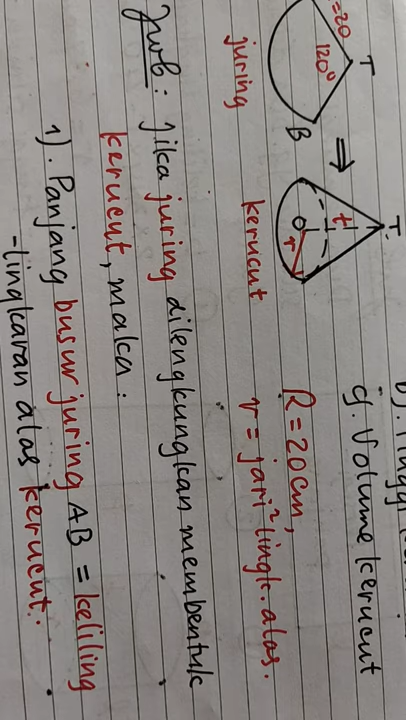 g. Volume kerucut
=20
120°
T
B
juring
⇒
T
t
O
r
kerucut
R = 20 cm,
r = jari² lingk. alas.
Jwb: Jika juring dilengkungkan membentuk
kerucut, maka:
1). Panjang busur juring AB = keliling
-lingkaran alas kerucut.